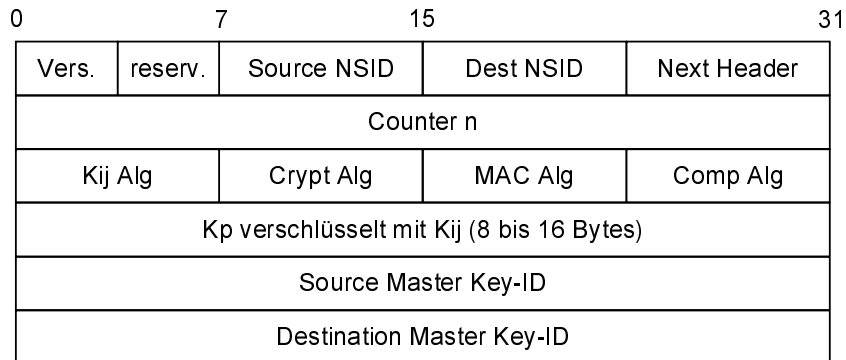 0 7 15 31
Vers. reserv. Source NSID Dest NSID Next Header
Counter n
Kij Alg Crypt Alg MAC Alg Comp Alg
Kp verschlüsselt mit Kij (8 bis 16 Bytes)
Source Master Key-ID
Destination Master Key-ID